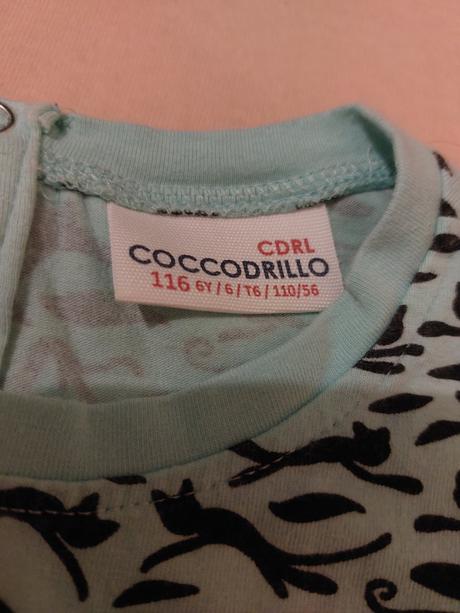 CDRL
COCCODRILLO
116 6Y / 6 / T6 / 110/56